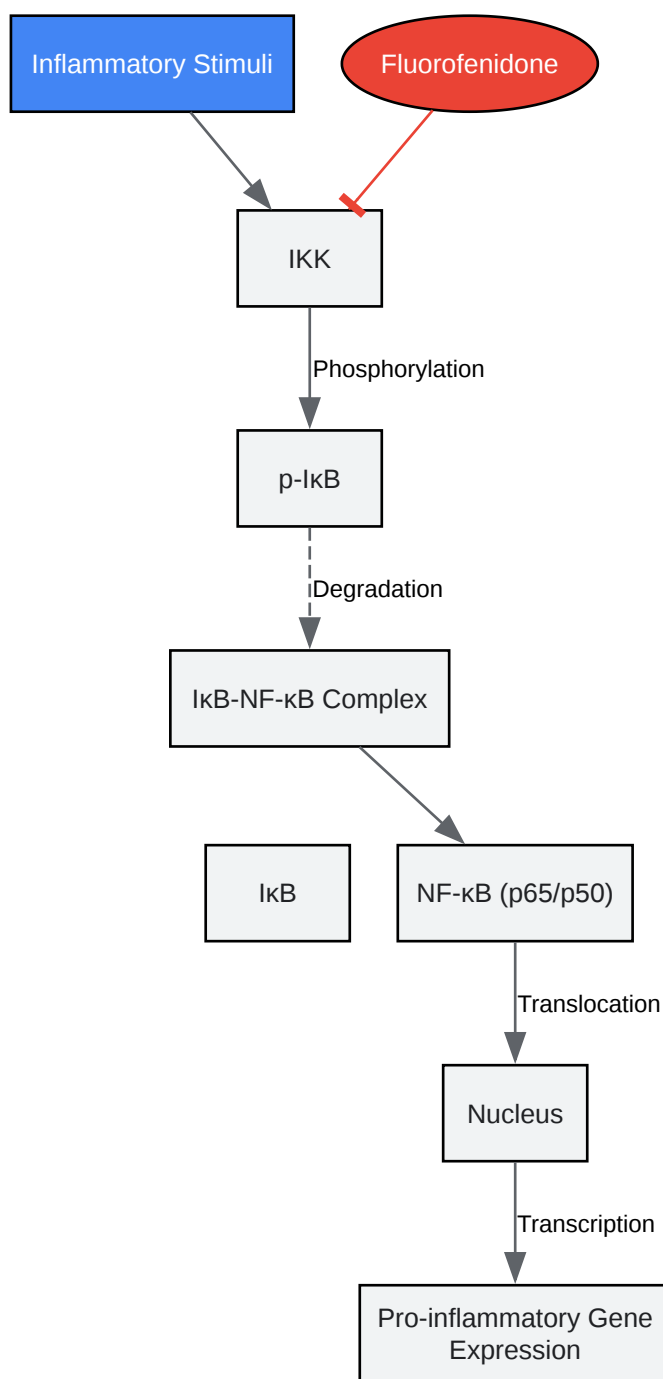 Inflammatory Stimuli
Fluorofenidone
IKK
Phosphorylation
p-IκB
Degradation
IκB-NF-κB Complex
IκB
NF-κB (p65/p50)
Translocation
Nucleus
Transcription
Pro-inflammatory Gene
Expression